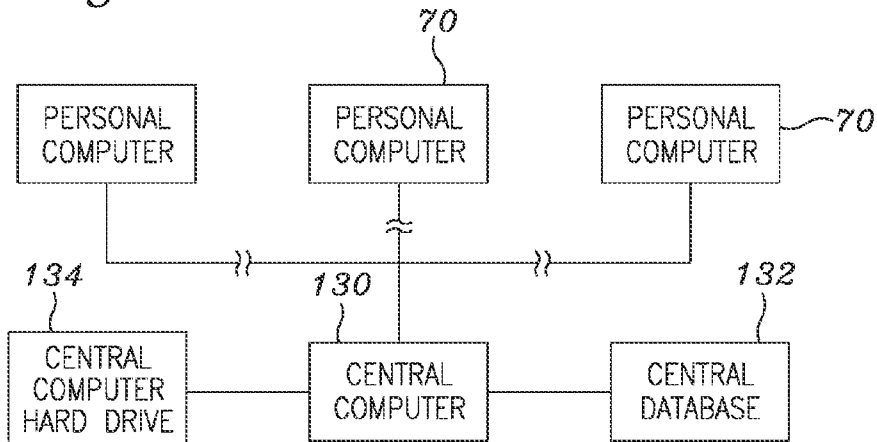 70
PERSONAL
COMPUTER
PERSONAL
COMPUTER
PERSONAL
COMPUTER
70
134
130
132
CENTRAL
COMPUTER
HARD DRIVE
CENTRAL
COMPUTER
CENTRAL
DATABASE